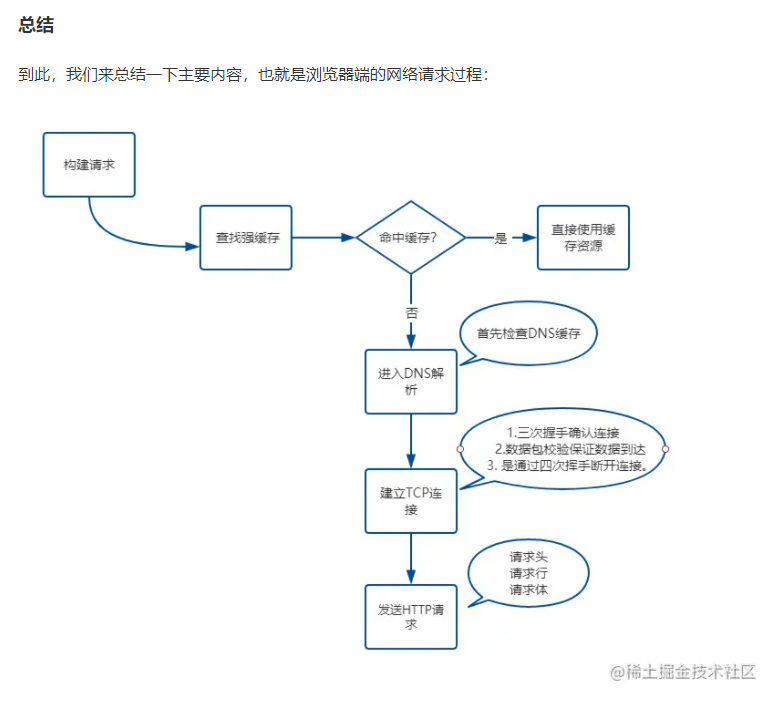 总结
到此，我们来总结一下主要内容，也就是浏览器端的网络请求过程：
构建请求
查找强缓存
命中缓存？
是
直接使用缓
存资源
否
首先检查DNS缓存
进入DNS解
析
1.三次握手确认连接
2.数据包校验保证数据到达
3. 是通过四次挥手断开连接。
建立TCP连
接
请求头
请求行
请求体
发送HTTP请
求
@稀土掘金技术社区